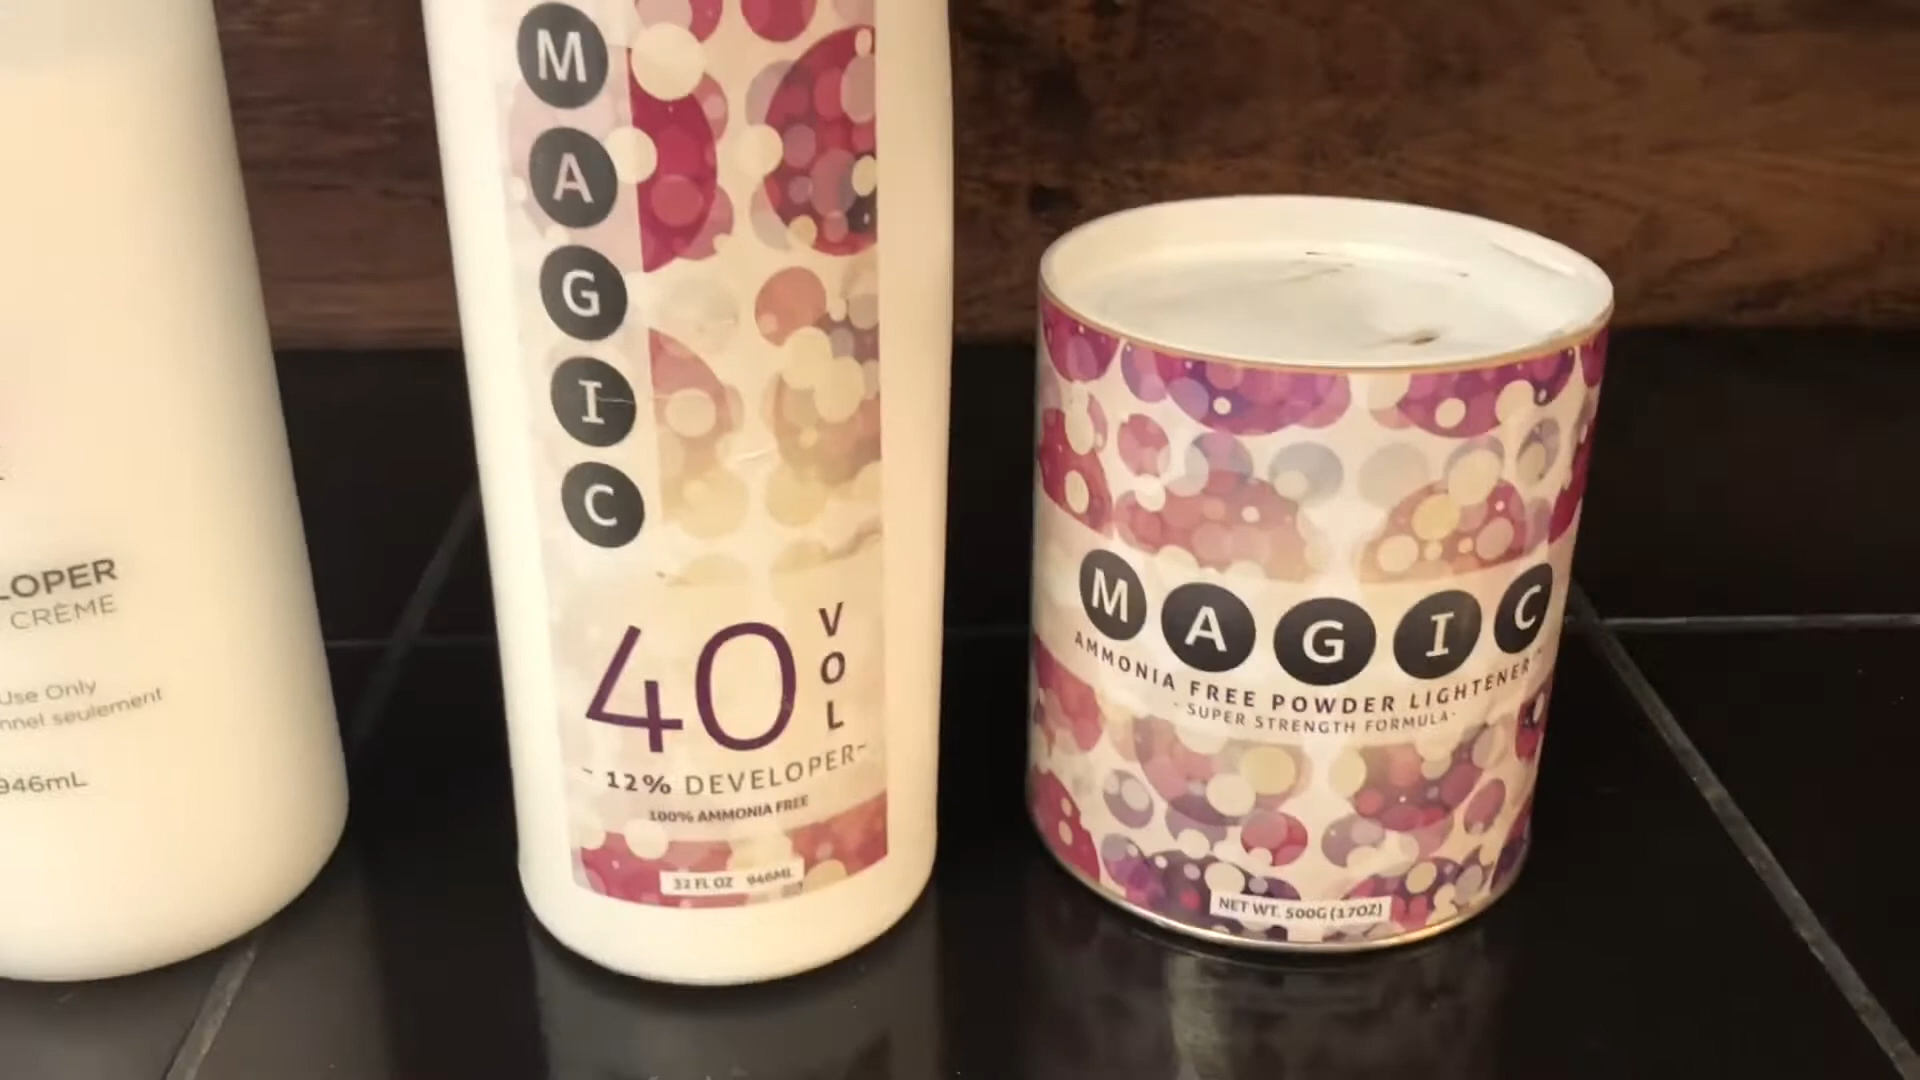 LOPER
CRÈME
Use Only
nnel seulement
946mL
MAGIC
40 VOL
- 12% DEVELOPER -
100% AMMONIA FREE
32 FL OZ 946ML
MAGIC
AMMONIA FREE POWDER LIGHTENER
- SUPER STRENGTH FORMULA -
NET WT. 500G (17OZ)